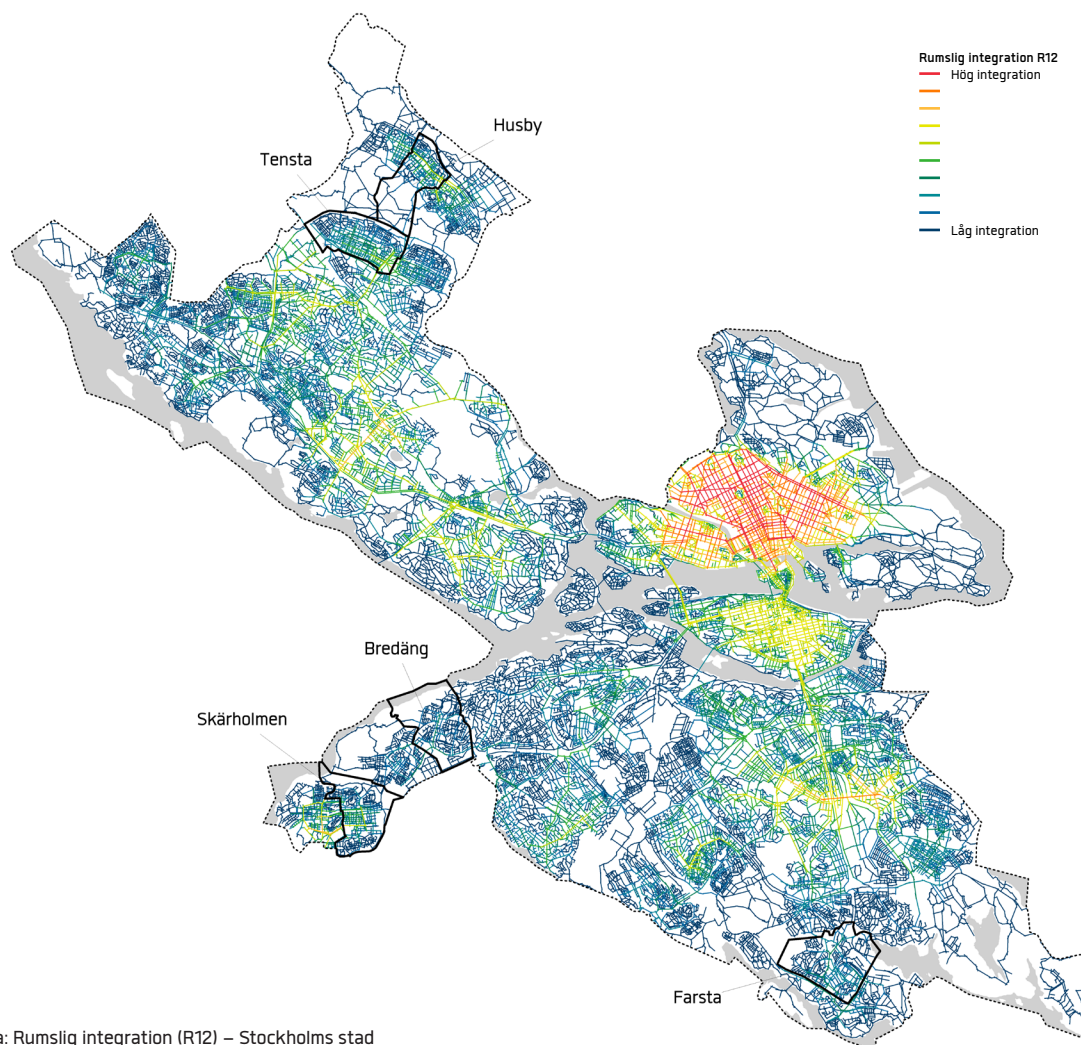 Rumslig integration R12
Hög integration
Låg integration
Husby
Tensta
Bredäng
Skärholmen
Farsta
a: Rumslig integration (R12) – Stockholms stad